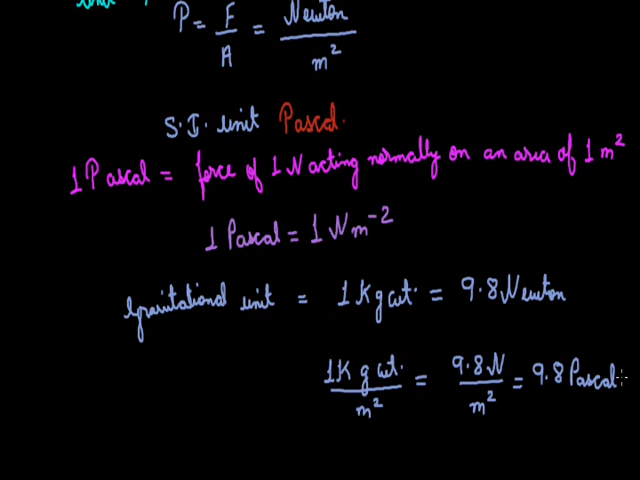 unit
P = F/A = Newton/m²
S.I. unit Pascal.
1 Pascal = force of 1 N acting normally on an area of 1 m²
1 Pascal = 1 N m⁻²
Gravitational unit = 1 Kg wt. = 9.8 Newton
1 Kg wt./m² = 9.8 N/m² = 9.8 Pascal